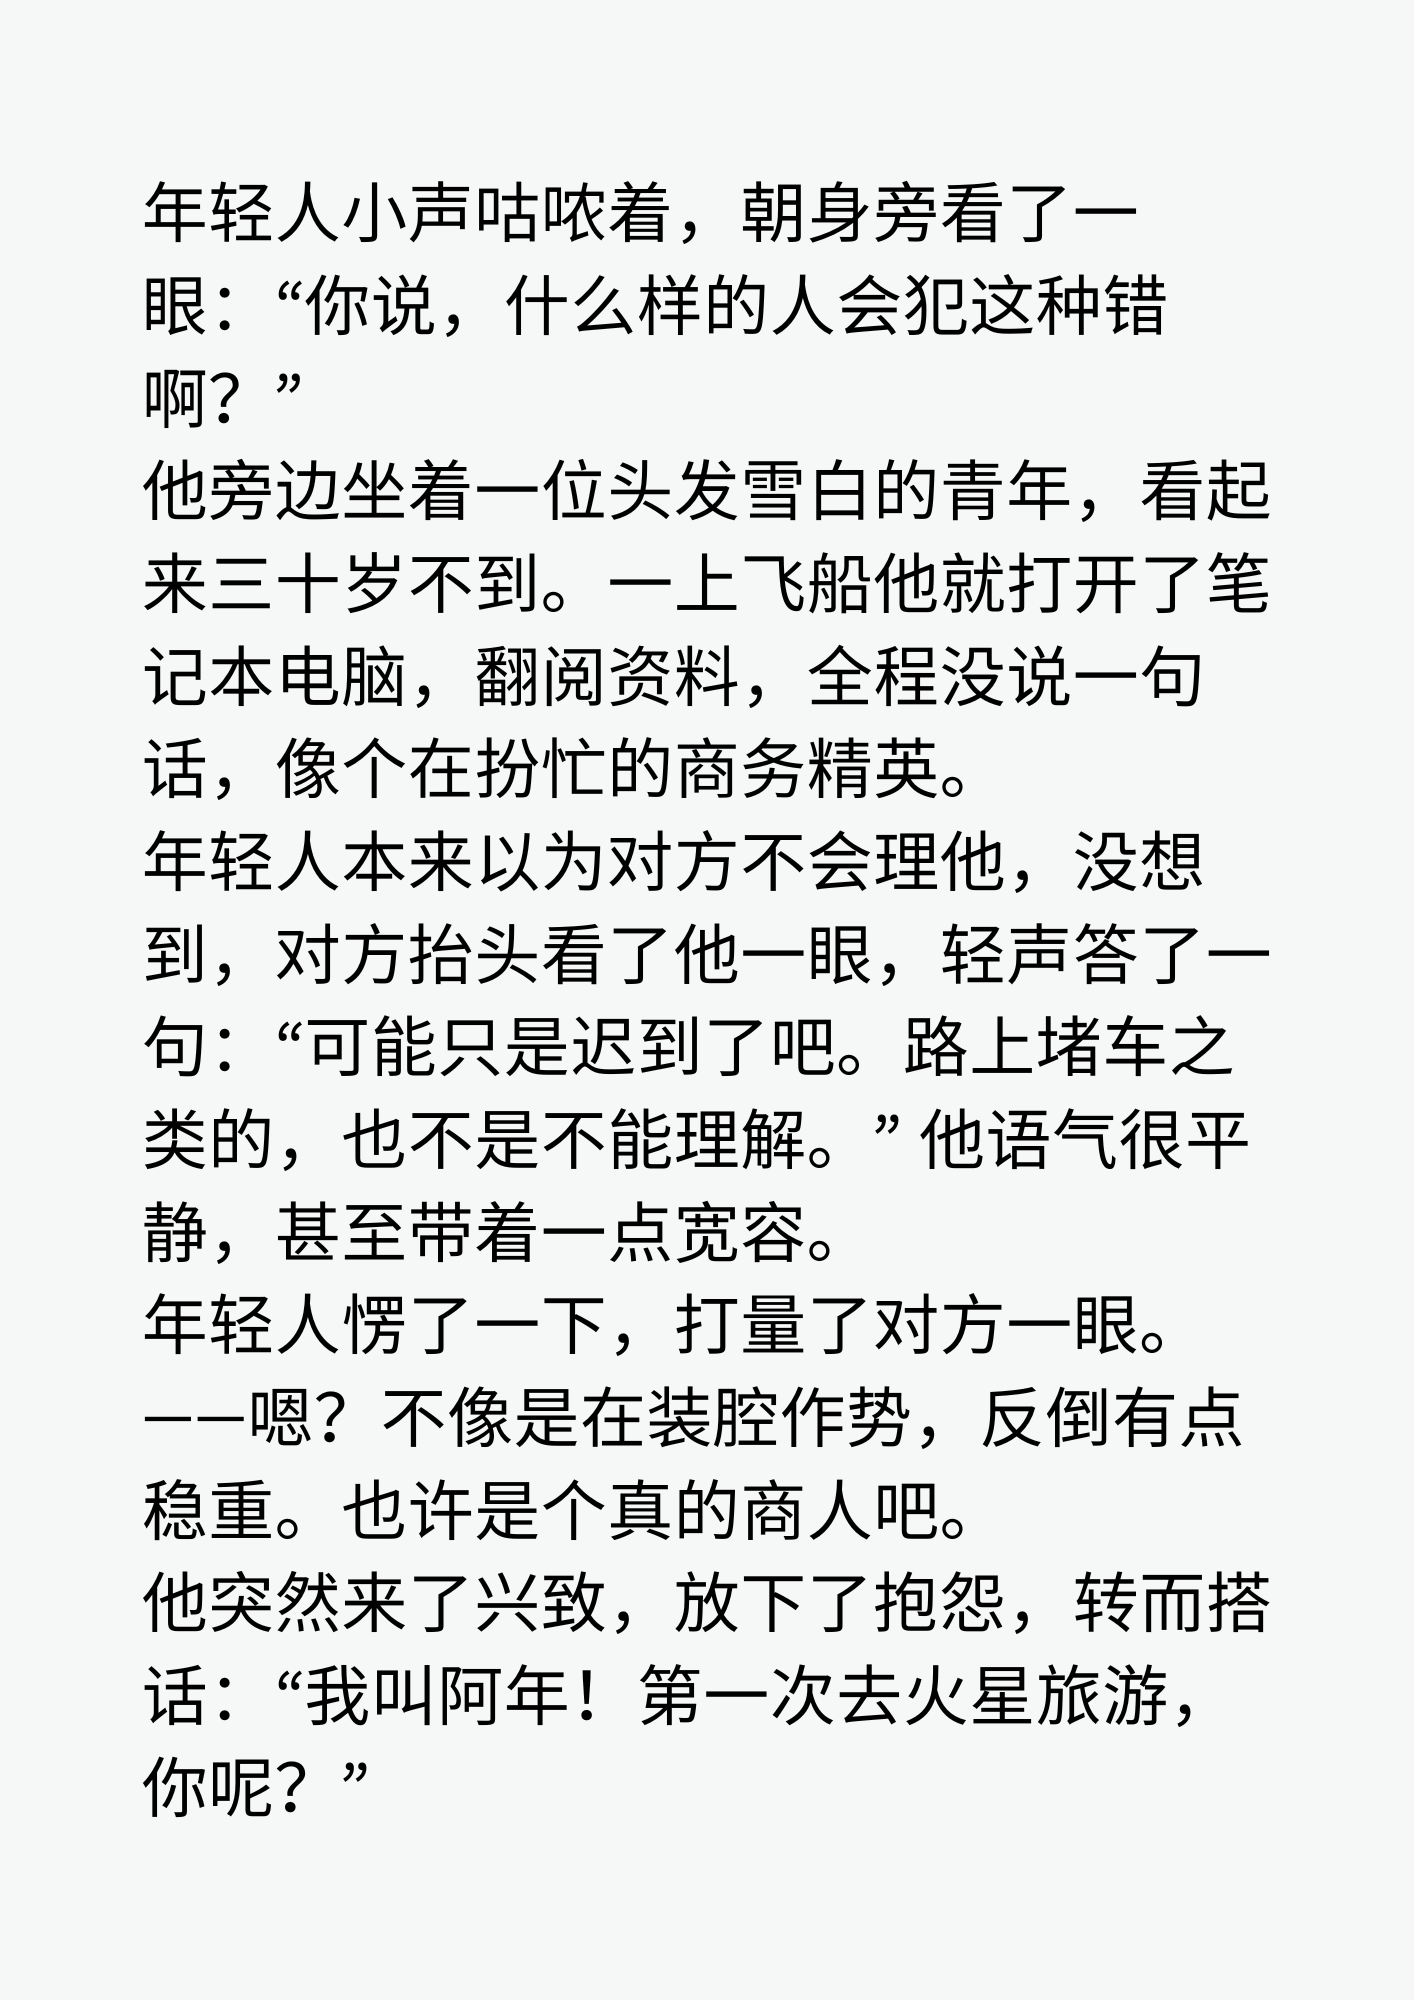 年轻人小声咕哝着，朝身旁看了一
眼：“你说，什么样的人会犯这种错
啊？”
他旁边坐着一位头发雪白的青年，看起
来三十岁不到。一上飞船他就打开了笔
记本电脑，翻阅资料，全程没说一句
话，像个在扮忙的商务精英。
年轻人本来以为对方不会理他，没想
到，对方抬头看了他一眼，轻声答了一
句：“可能只是迟到了吧。路上堵车之
类的，也不是不能理解。” 他语气很平
静，甚至带着一点宽容。
年轻人愣了一下，打量了对方一眼。
——嗯？不像是在装腔作势，反倒有点
稳重。也许是个真的商人吧。
他突然来了兴致，放下了抱怨，转而搭
话：“我叫阿年！第一次去火星旅游，
你呢？”